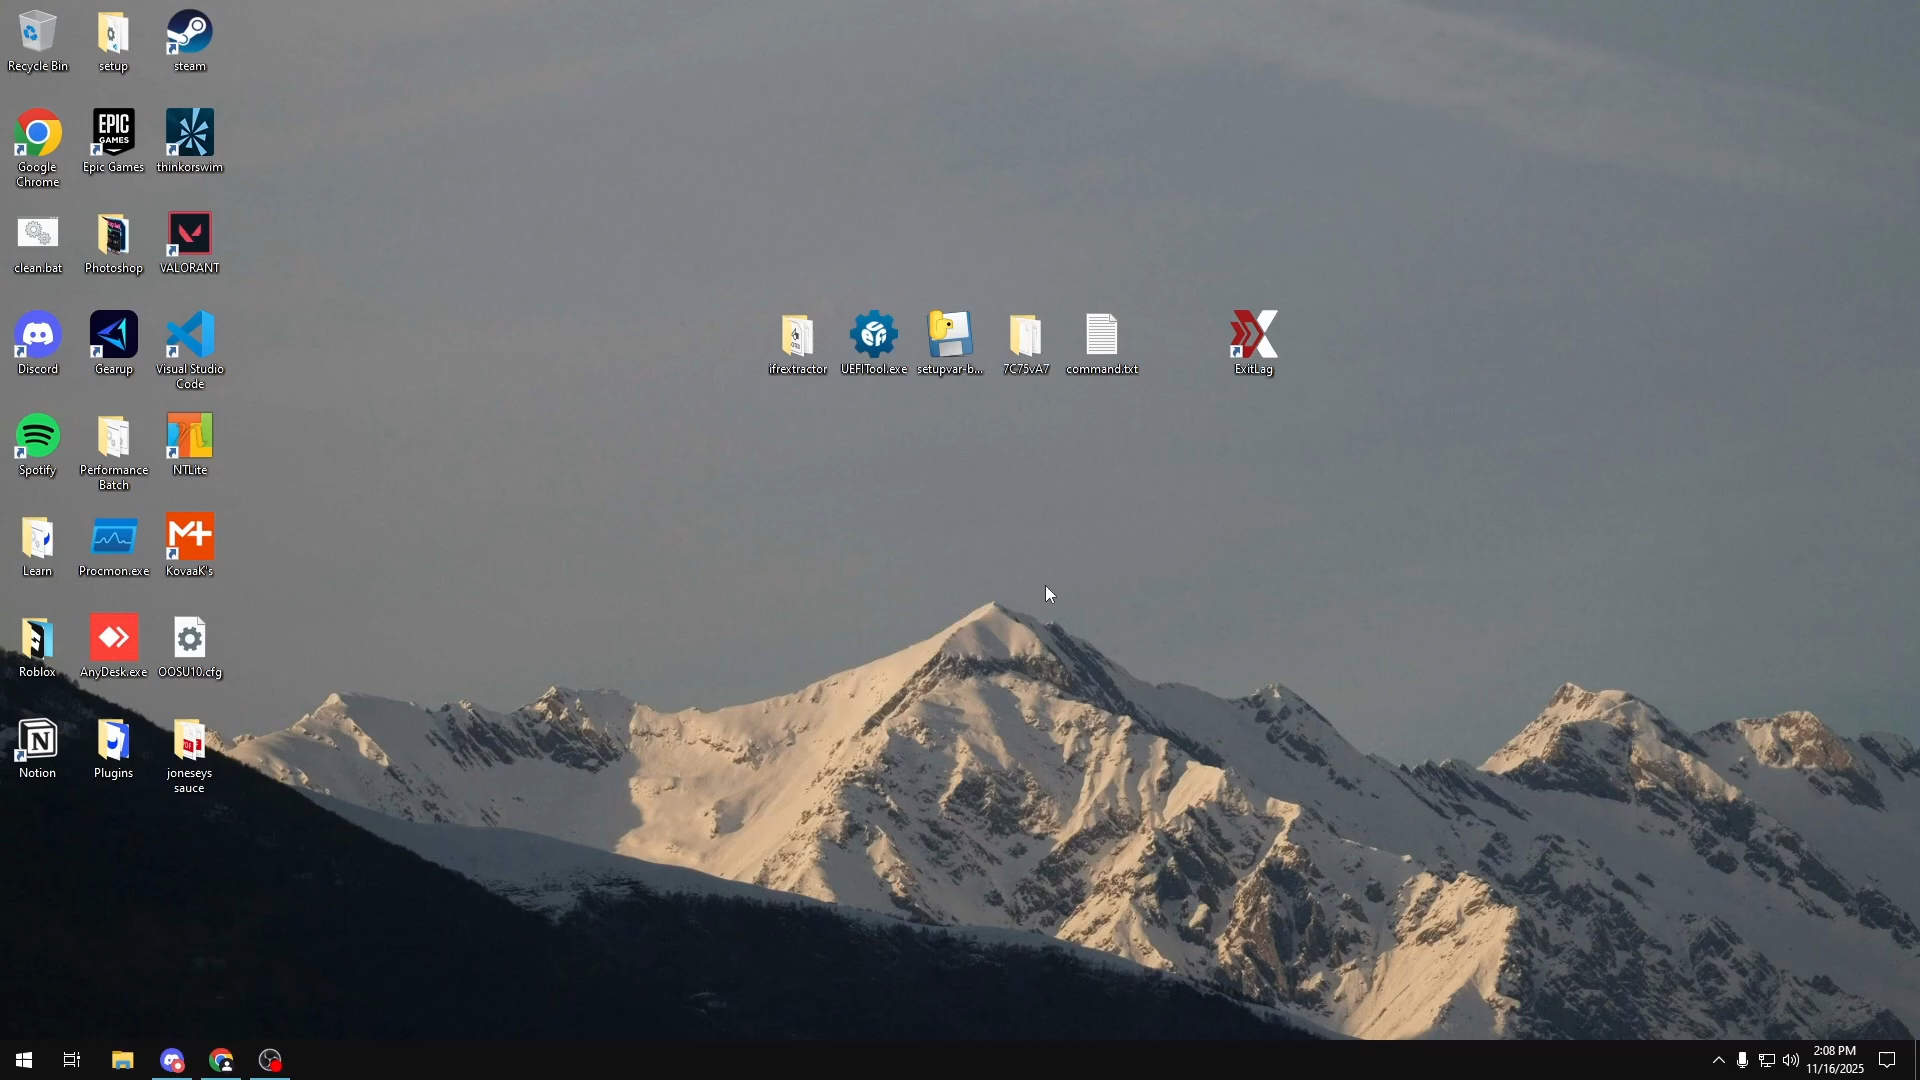 Recycle Bin
setup
steam
Google
Chrome
EPIC
GAMES
Epic Games
thinkorswim
clean.bat
Photoshop
VALORANT
Discord
Gearup
Visual Studio
Code
ifrextractor
UEFITool.exe
setupvar-b...
7C75vA7
command.txt
ExitLag
Spotify
Performance
Batch
NTLite
Learn
Procmon.exe
KovaaK's
Roblox
AnyDesk.exe
OOSU10.cfg
Notion
Plugins
joneseys
sauce
2:08 PM
11/16/2025